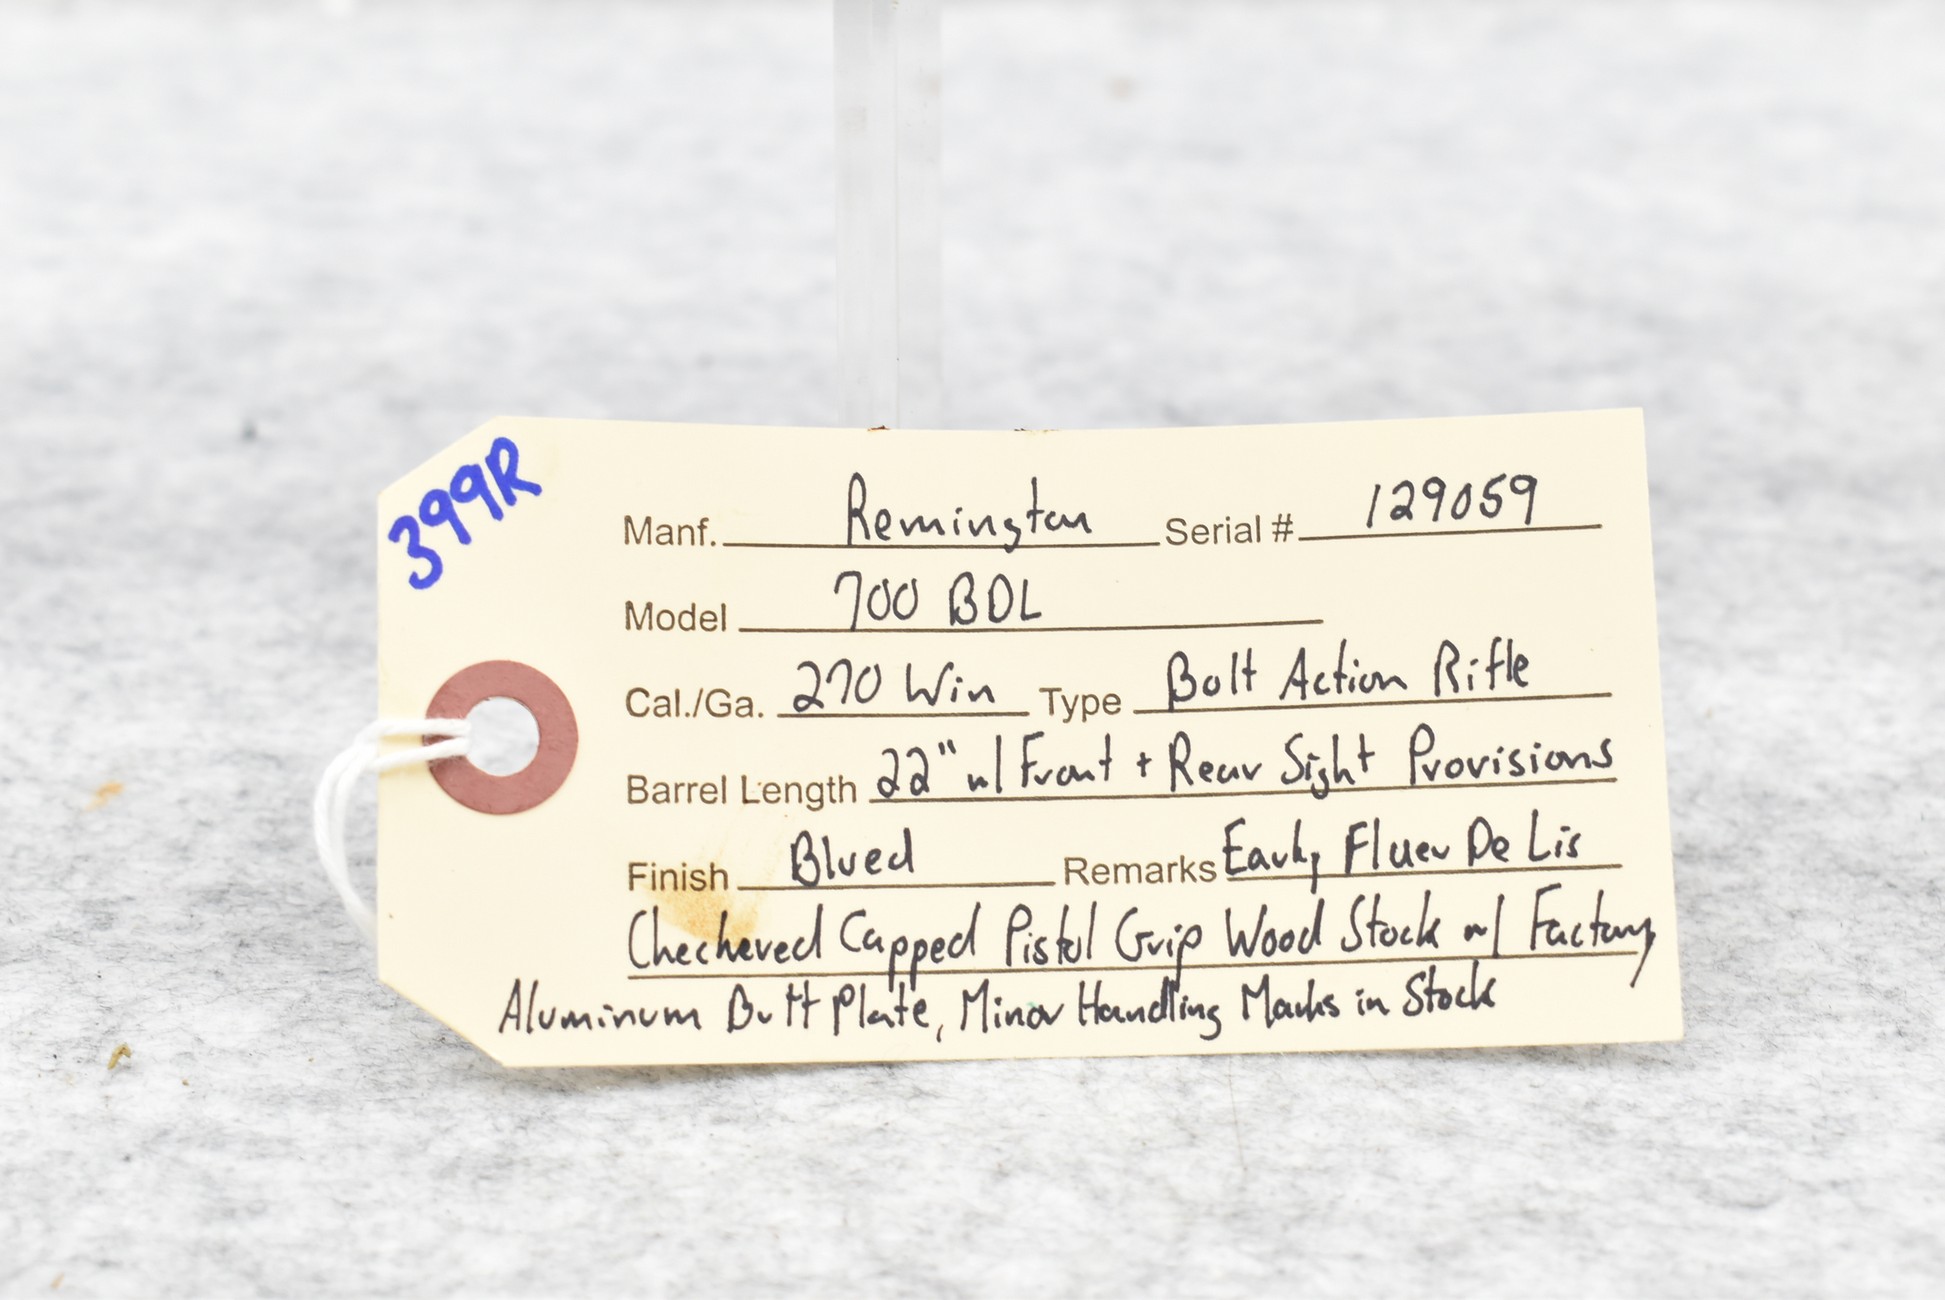 399R
Manf. Remington Serial # 129059
Model 700 BDL
Cal./Ga. 270 Win Type Bolt Action Rifle
Barrel Length 22" w/ Front + Rear Sight Provisions
Finish Blued Remarks Early Fluer De Lis
Checkered Capped Pistol Grip Wood Stock w/ Factory
Aluminum Butt Plate, Minor Handling Marks in Stock